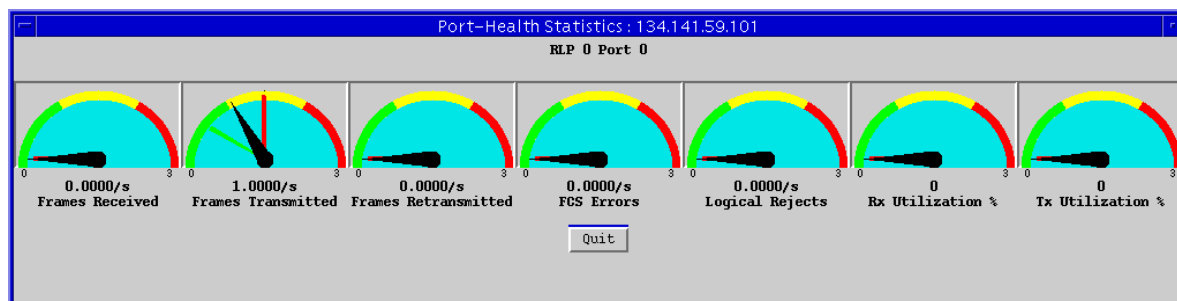 Port-Health Statistics : 134.141.59.101
RLP 0 Port 0
0 3 0 3 0 3 0 3 0 3 0 3 0 3
0.0000/s 1.0000/s 0.0000/s 0.0000/s 0.0000/s 0 0
Frames Received Frames Transmitted Frames Retransmitted FCS Errors Logical Rejects Rx Utilization % Tx Utilization %
Quit